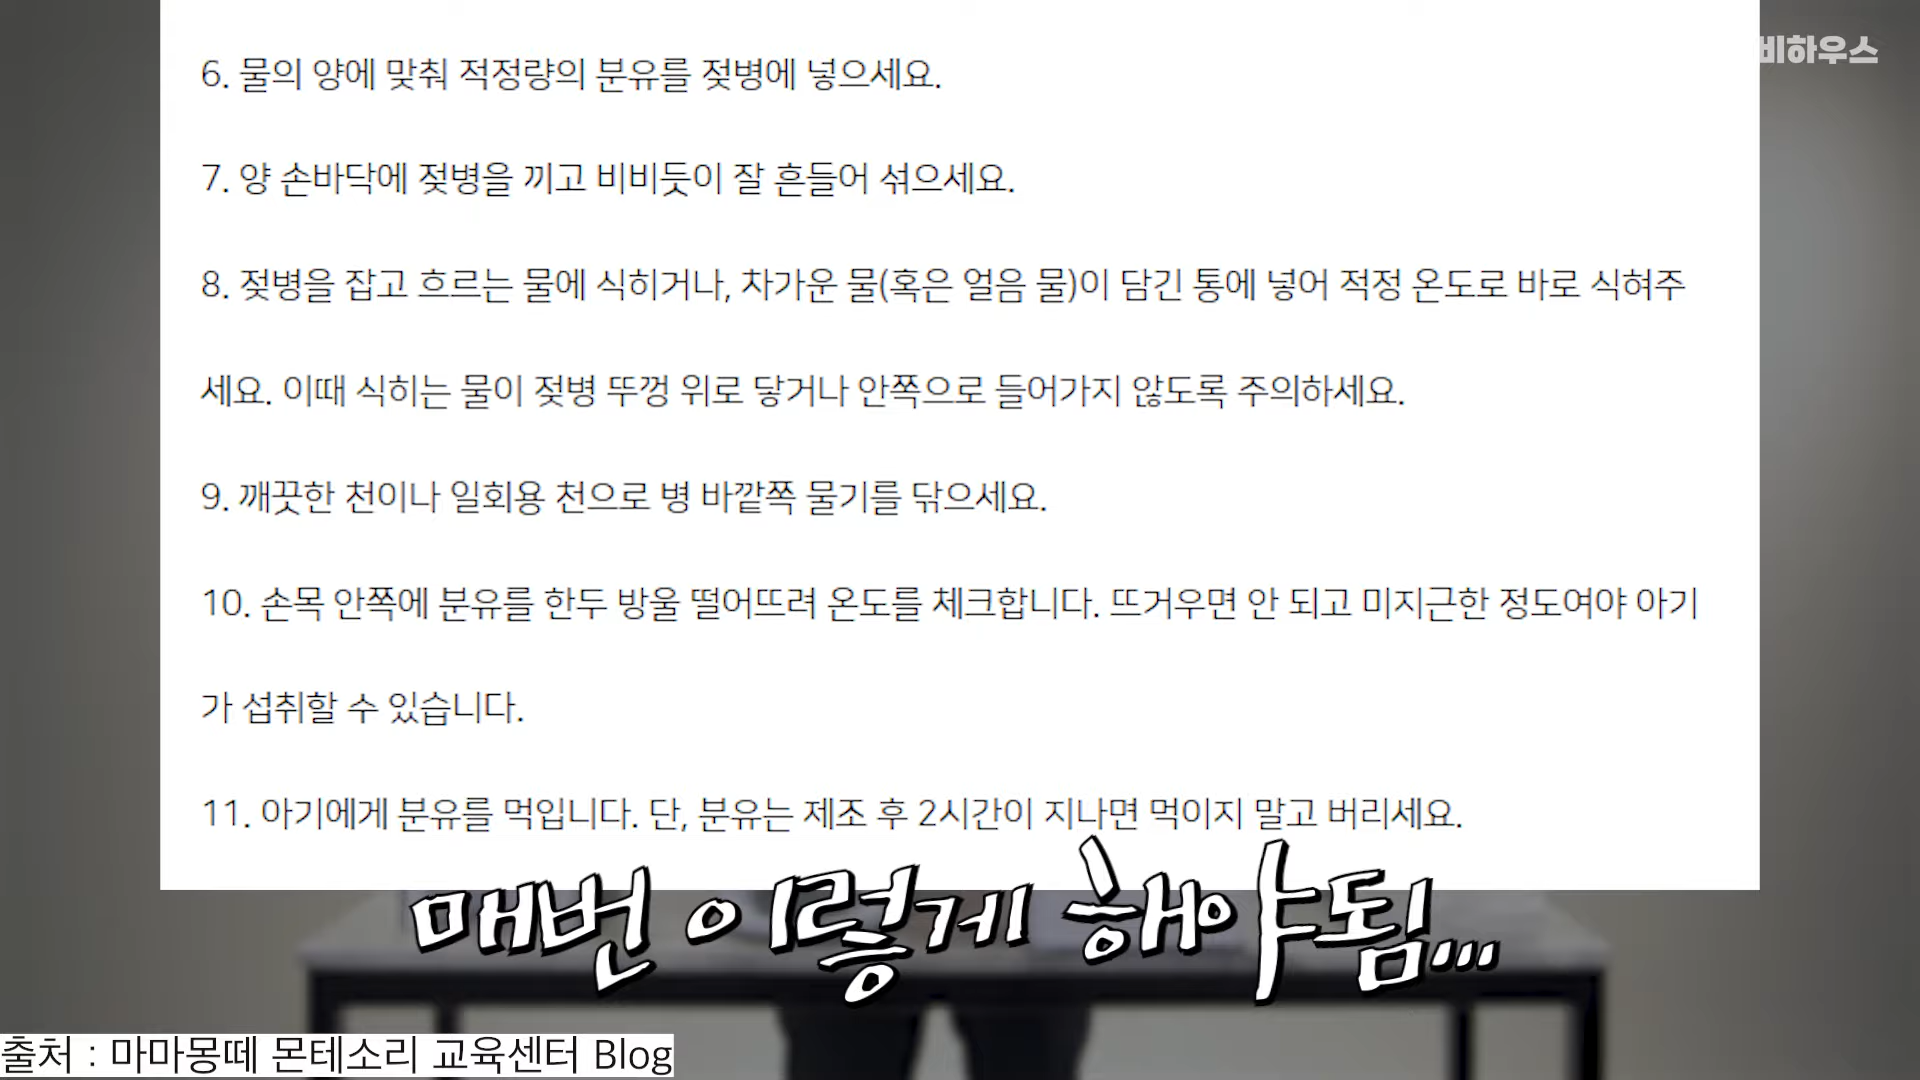 비하우스
6. 물의 양에 맞춰 적정량의 분유를 젖병에 넣으세요.
7. 양 손바닥에 젖병을 끼고 비비듯이 잘 흔들어 섞으세요.
8. 젖병을 잡고 흐르는 물에 식히거나, 차가운 물(혹은 얼음 물)이 담긴 통에 넣어 적정 온도로 바로 식혀주
세요. 이때 식히는 물이 젖병 뚜껑 위로 닿거나 안쪽으로 들어가지 않도록 주의하세요.
9. 깨끗한 천이나 일회용 천으로 병 바깥쪽 물기를 닦으세요.
10. 손목 안쪽에 분유를 한두 방울 떨어뜨려 온도를 체크합니다. 뜨거우면 안 되고 미지근한 정도여야 아기
가 섭취할 수 있습니다.
11. 아기에게 분유를 먹입니다. 단, 분유는 제조 후 2시간이 지나면 먹이지 말고 버리세요.
매번 이렇게 해야됨...
출처 : 마마몽떼 몬테소리 교육센터 Blog